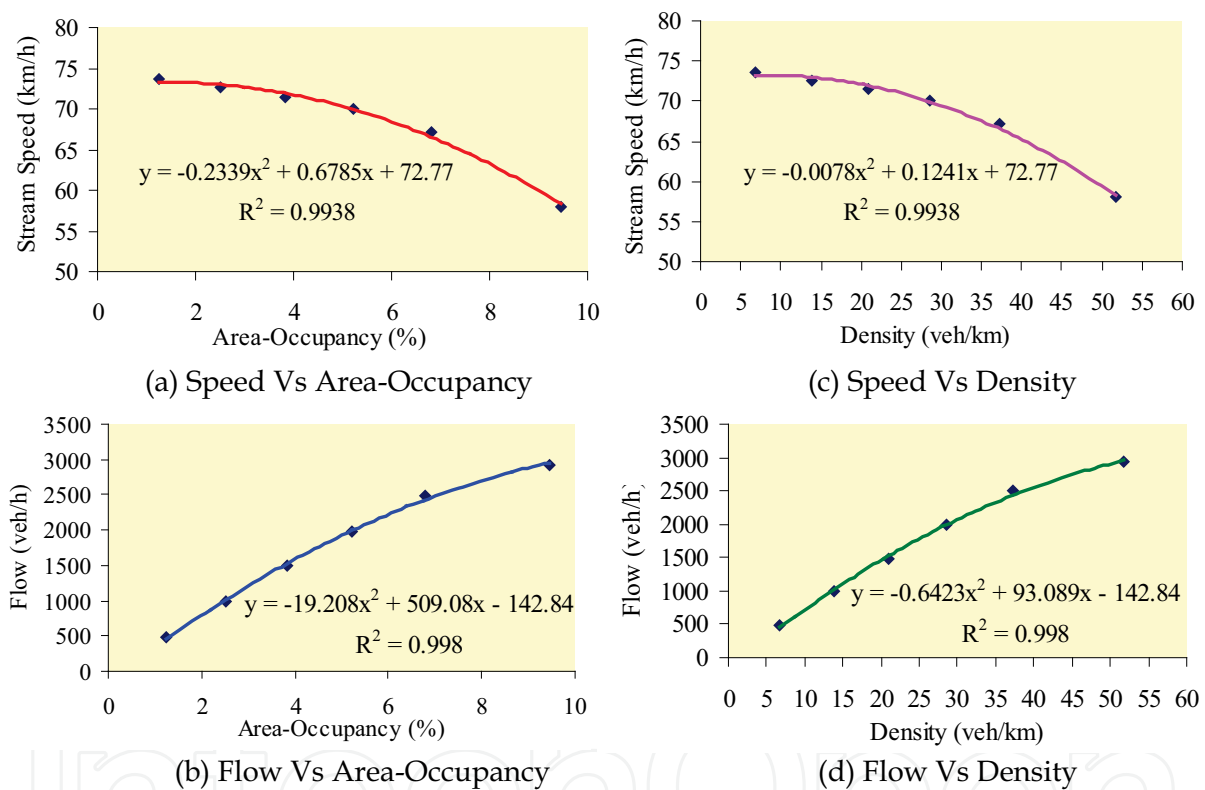 80
75
70
65
60
55
50
Stream Speed (km/h)
y = -0.2339x² + 0.6785x + 72.77
R² = 0.9938
0 2 4 6 8 10
Area-Occupancy (%)
(a) Speed Vs Area-Occupancy
80
75
70
65
60
55
50
Stream Speed (km/h)
y = -0.0078x² + 0.1241x + 72.77
R² = 0.9938
0 5 10 15 20 25 30 35 40 45 50 55 60
Density (veh/km)
(c) Speed Vs Density
3500
3000
2500
2000
1500
1000
500
0
Flow (veh/h)
y = -19.208x² + 509.08x - 142.84
R² = 0.998
0 2 4 6 8 10
Area-Occupancy (%)
(b) Flow Vs Area-Occupancy
3500
3000
2500
2000
1500
1000
500
0
Flow (veh/h)
y = -0.6423x² + 93.089x - 142.84
R² = 0.998
0 5 10 15 20 25 30 35 40 45 50 55 60
Density (veh/km)
(d) Flow Vs Density